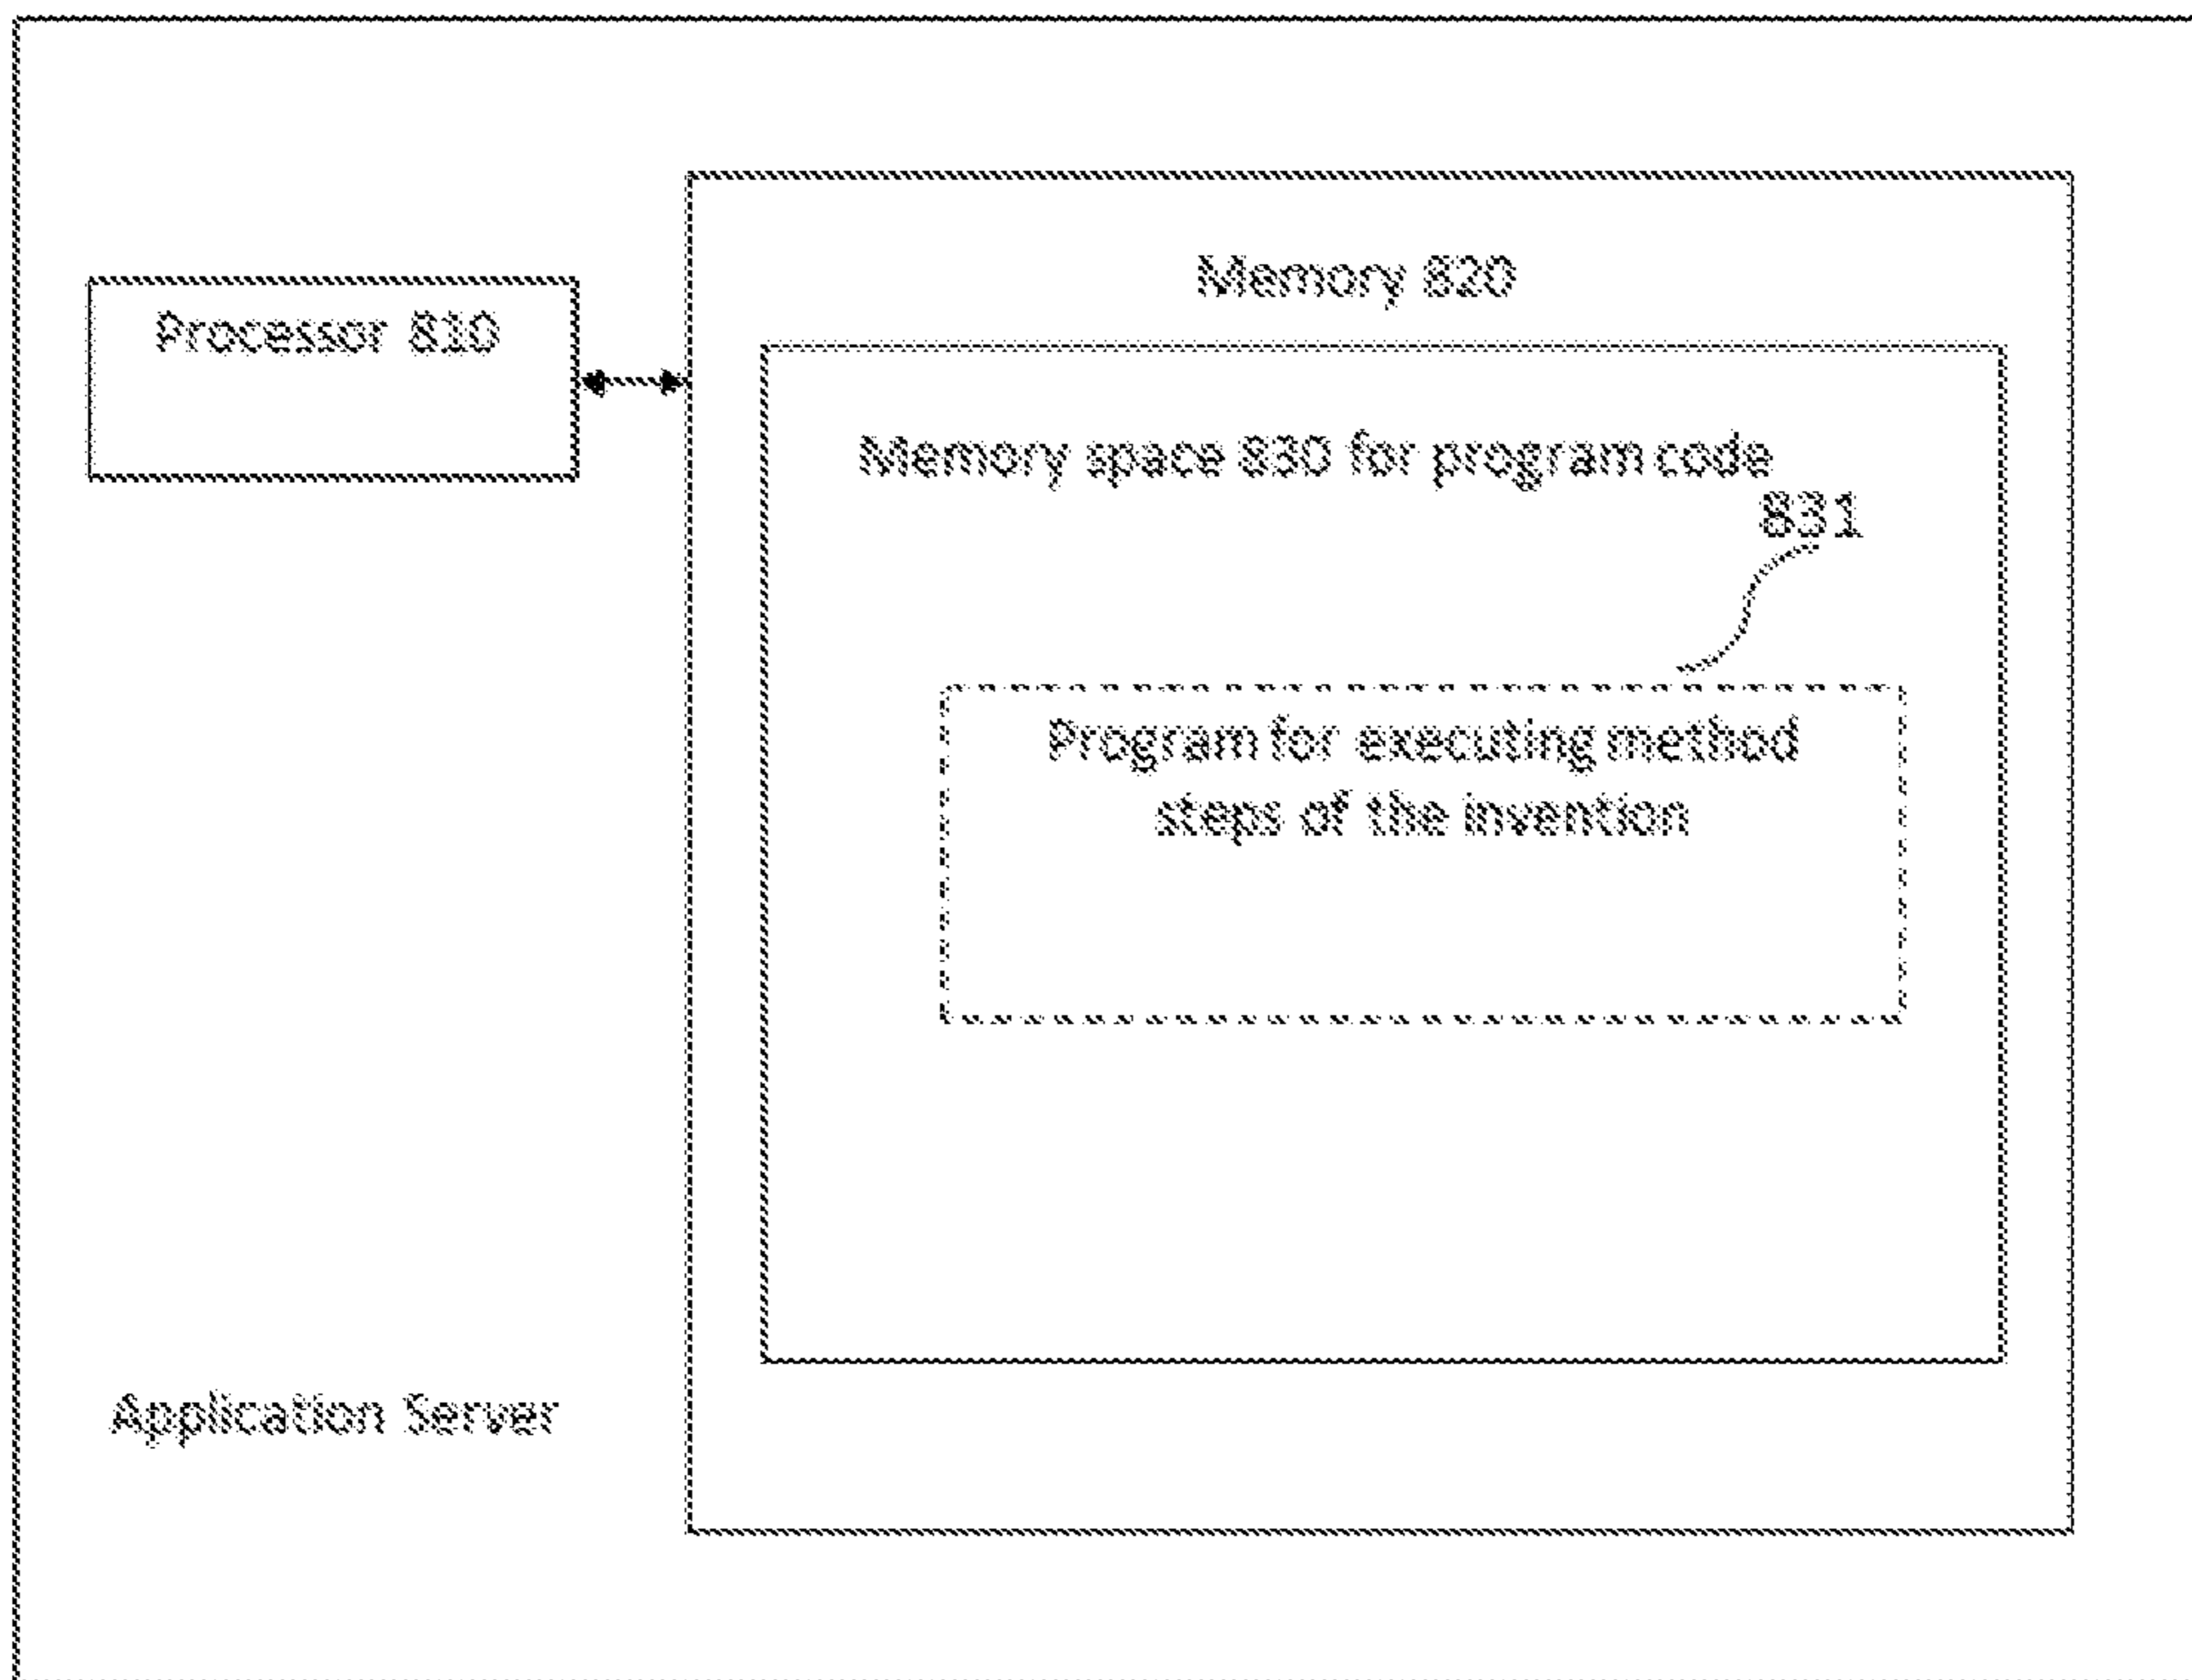 Memory 820
Processor 810
Memory space 830 for program code
831
Program for executing method
steps of the invention
Application Server